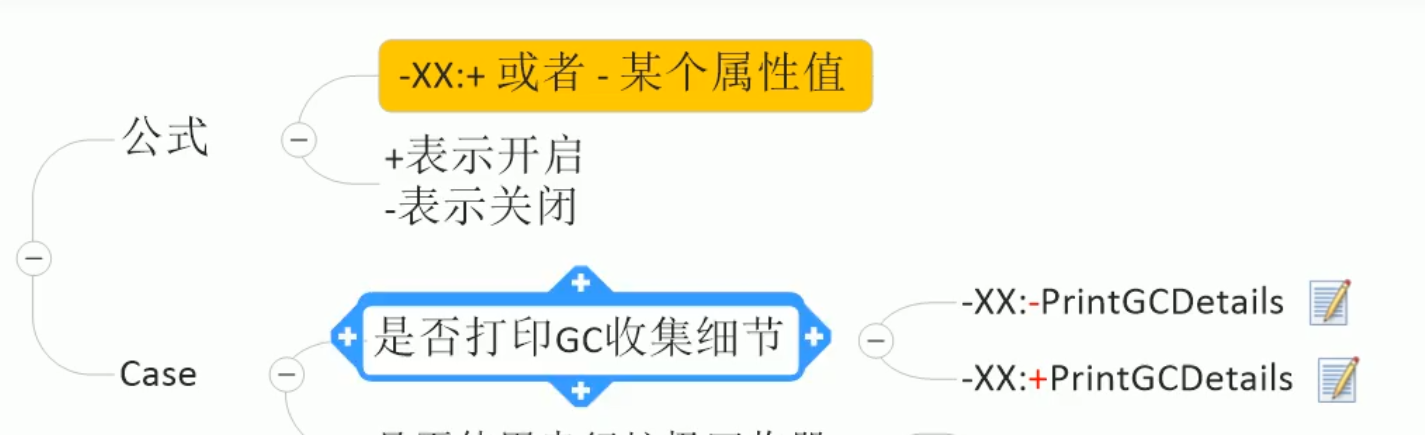 -XX:+ 或者 - 某个属性值
公式
+表示开启
-表示关闭
-XX:-PrintGCDetails
是否打印GC收集细节
Case
-XX:+PrintGCDetails